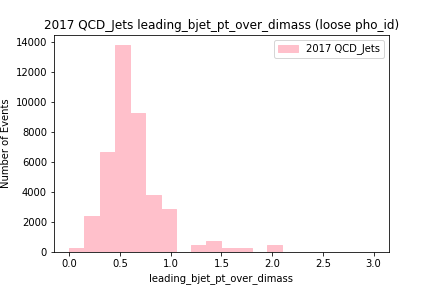 2017 QCD_Jets leading_bjet_pt_over_dimass (loose pho_id)
2017 QCD_Jets
Number of Events
14000
12000
10000
8000
6000
4000
2000
0
0.0 0.5 1.0 1.5 2.0 2.5 3.0
leading_bjet_pt_over_dimass